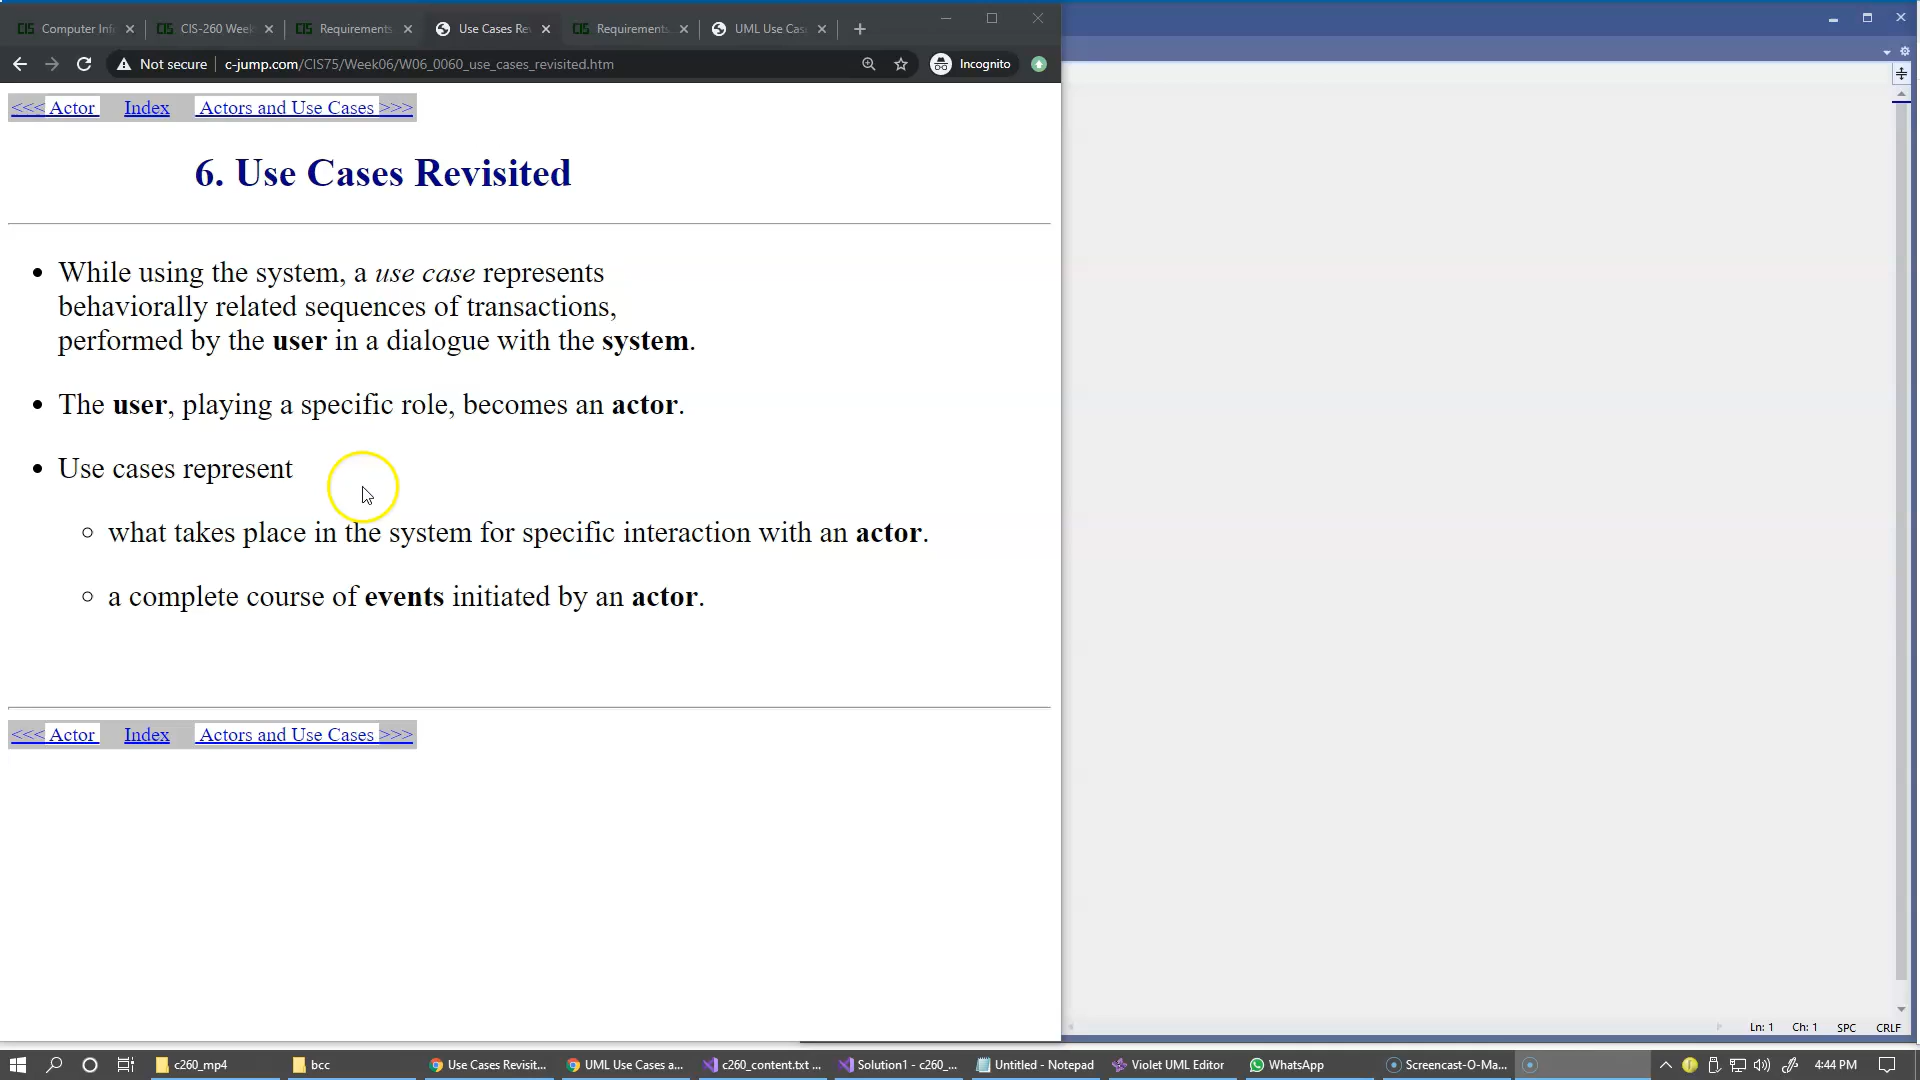 Computer Inf
CIS-260 Week
Requirements
Use Cases Re
Requirements
UML Use Cas
Not secure
c-jump.com/CIS75/Week06/W06_0060_use_cases_revisited.htm
Incognito
<<< Actor Index Actors and Use Cases >>>
6. Use Cases Revisited
While using the system, a use case represents
behaviorally related sequences of transactions,
performed by the user in a dialogue with the system.
The user, playing a specific role, becomes an actor.
Use cases represent
what takes place in the system for specific interaction with an actor.
a complete course of events initiated by an actor.
<<< Actor Index Actors and Use Cases >>>
Ln: 1 Ch: 1 SPC CRLF
c260_mp4
bcc
Use Cases Revisit...
UML Use Cases a...
c260_content.txt ...
Solution1 - c260_...
Untitled - Notepad
Violet UML Editor
WhatsApp
Screencast-O-Ma...
4:44 PM